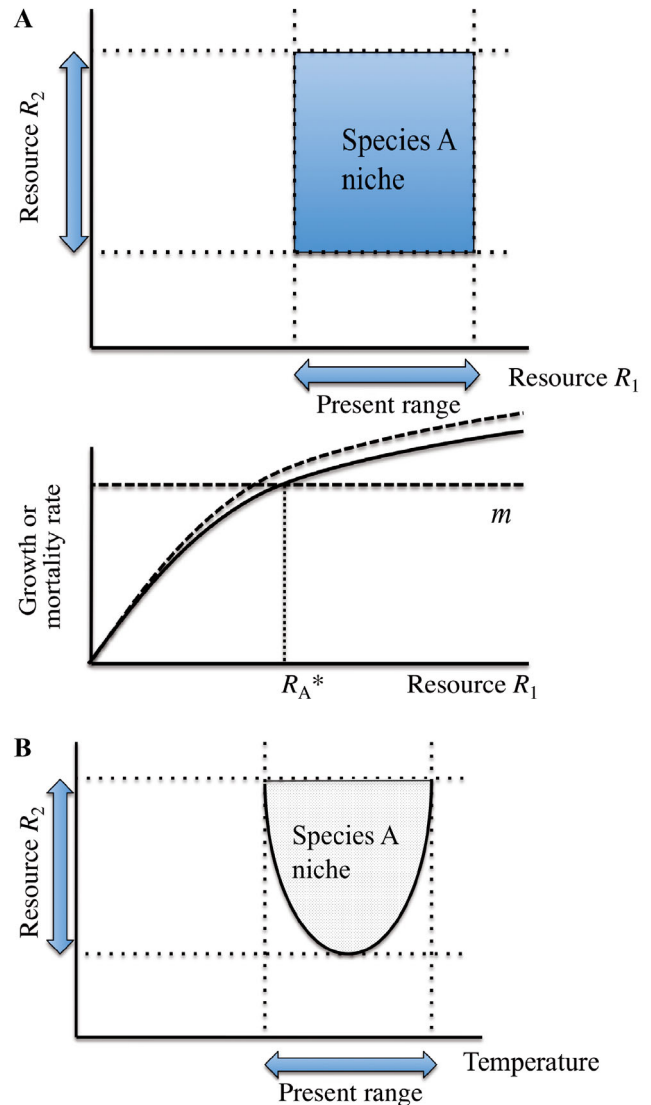 A
Resource R2
Species A
niche
Resource R1
Present range
Growth or
mortality rate
m
RA*
Resource R1
B
Resource R2
Species A
niche
Temperature
Present range